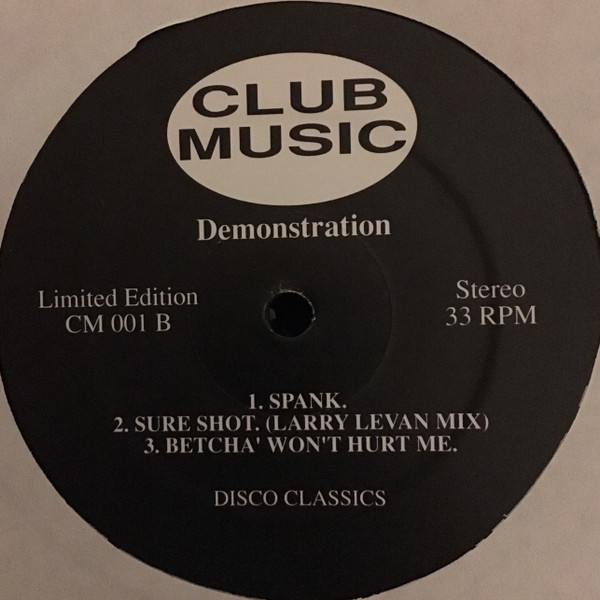 CLUB
MUSIC
Demonstration
Limited Edition
CM 001 B
Stereo
33 RPM
1. SPANK.
2. SURE SHOT. (LARRY LEVAN MIX)
3. BETCHA' WON'T HURT ME.
DISCO CLASSICS